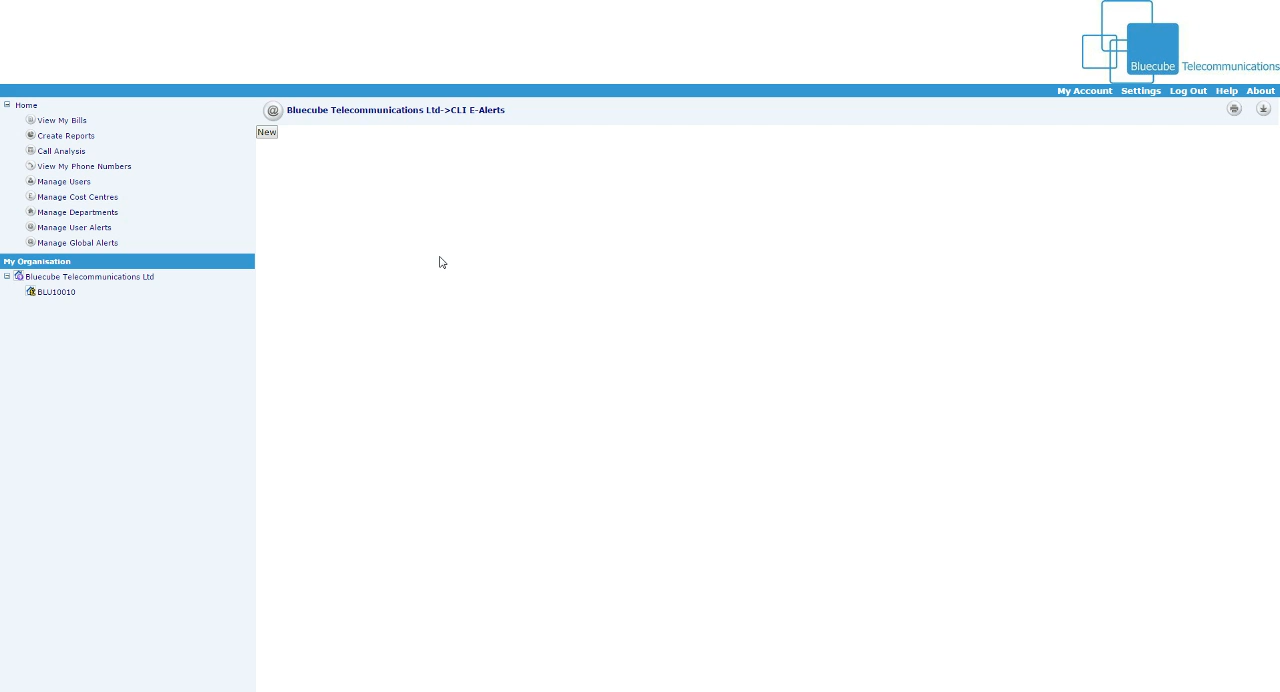 Bluecube Telecommunications
My Account Settings Log Out Help About
Home
View My Bills
Create Reports
Call Analysis
View My Phone Numbers
Manage Users
Manage Cost Centres
Manage Departments
Manage User Alerts
Manage Global Alerts
My Organisation
Bluecube Telecommunications Ltd
BLU10010
@ Bluecube Telecommunications Ltd->CLI E-Alerts
New